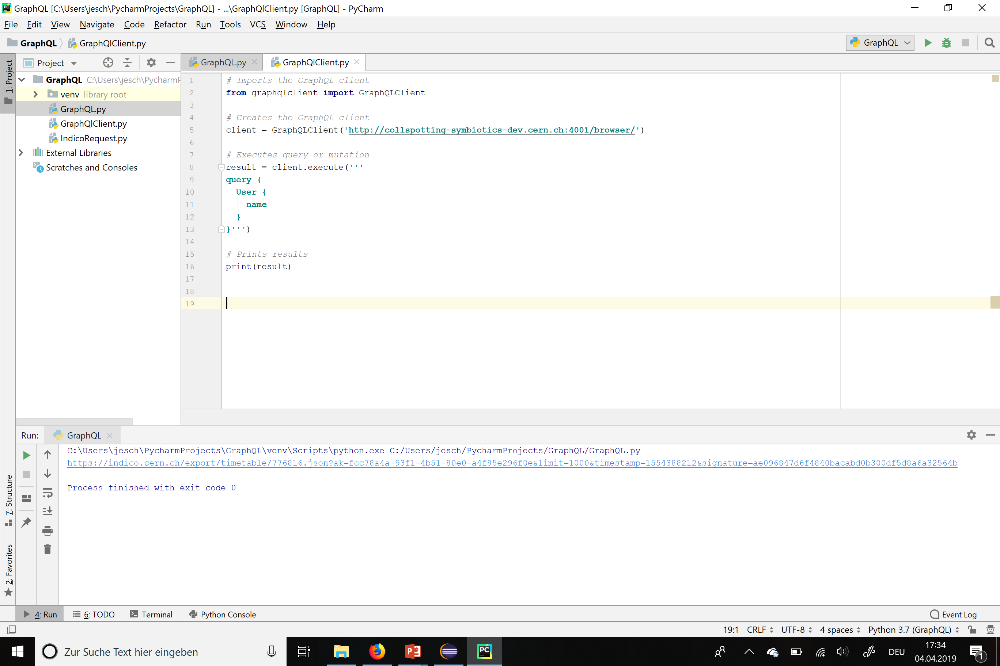 GraphQL [C:\Users\jesch\PycharmProjects\GraphQL] - ...\GraphQlClient.py [GraphQL] - PyCharm
File Edit View Navigate Code Refactor Run Tools VCS Window Help
GraphQL GraphQlClient.py GraphQL
1: Project
Project
GraphQL.py GraphQlClient.py
GraphQL C:\Users\jesch\PycharmP
venv library root
GraphQL.py
GraphQlClient.py
IndicoRequest.py
External Libraries
Scratches and Consoles
1 # Imports the GraphQL client
2 from graphqlclient import GraphQLClient
3
4 # Creates the GraphQL client
5 client = GraphQLClient('http://collspotting-symbiotics-dev.cern.ch:4001/browser/')
6
7 # Executes query or mutation
8 result = client.execute('''
9 query {
10 User {
11 name
12 }
13 }''')
14
15 # Prints results
16 print(result)
17
18
19
Run: GraphQL
C:\Users\jesch\PycharmProjects\GraphQL\venv\Scripts\python.exe C:/Users/jesch/PycharmProjects/GraphQL/GraphQL.py
https://indico.cern.ch/export/timetable/776816.json?ak=fcc78a4a-93f1-4b51-80e0-a4f85e296f0e&limit=1000&timestamp=1554388212&signature=ae096847d6f4840bacabd0b300df5d8a6a32564b
Process finished with exit code 0
7: Structure
2: Favorites
4: Run 6: TODO Terminal Python Console Event Log
19:1 CRLF UTF-8 4 spaces Python 3.7 (GraphQL)
Zur Suche Text hier eingeben
DEU
17:34
04.04.2019
1